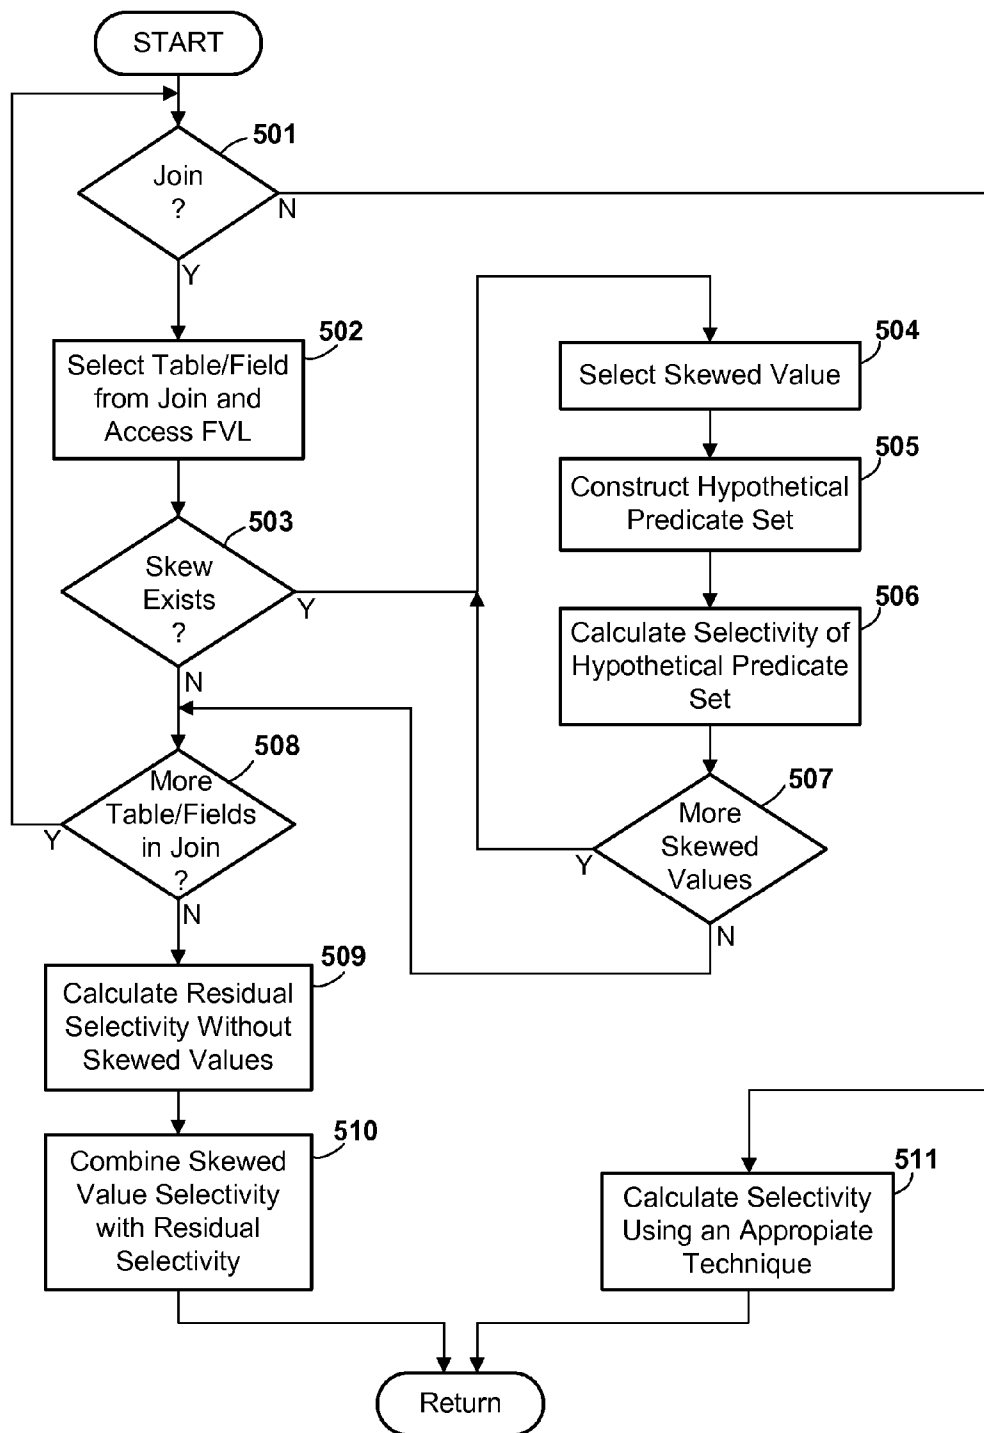 START
501
Join
?
N
Y
502
Select Table/Field
from Join and
Access FVL
503
Skew
Exists
?
Y
N
504
Select Skewed Value
505
Construct Hypothetical
Predicate Set
506
Calculate Selectivity of
Hypothetical Predicate
Set
507
More
Skewed
Values
Y
N
508
More
Table/Fields
in Join
?
Y
N
509
Calculate Residual
Selectivity Without
Skewed Values
510
Combine Skewed
Value Selectivity
with Residual
Selectivity
511
Calculate Selectivity
Using an Appropiate
Technique
Return